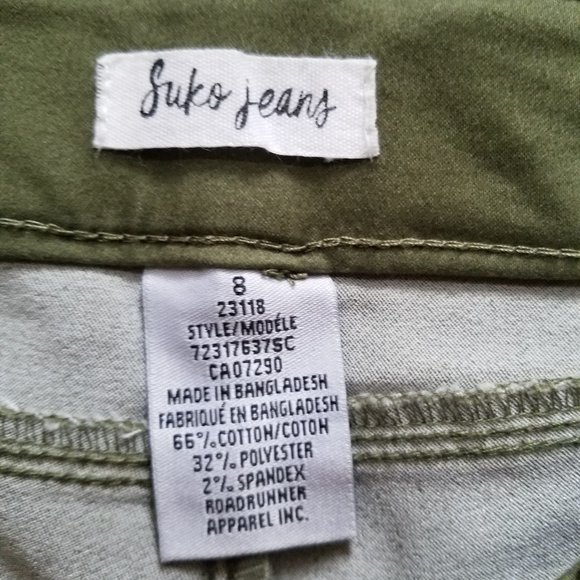 Suko jeans
8
23118
STYLE/MODÉLE
72317637SC
CA07290
MADE IN BANGLADESH
FABRIQUÉ EN BANGLADESH
66% COTTON/COTON
32% POLYESTER
2% SPANDEX
ROADRUNNER
APPAREL INC.